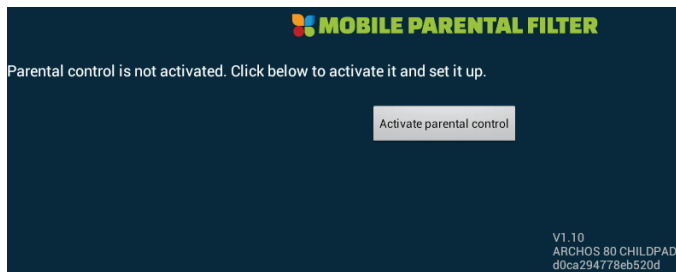 MOBILE PARENTAL FILTER
Parental control is not activated. Click below to activate it and set it up.
Activate parental control
V1.10
ARCHOS 80 CHILDPAD
d0ca294778eb520d